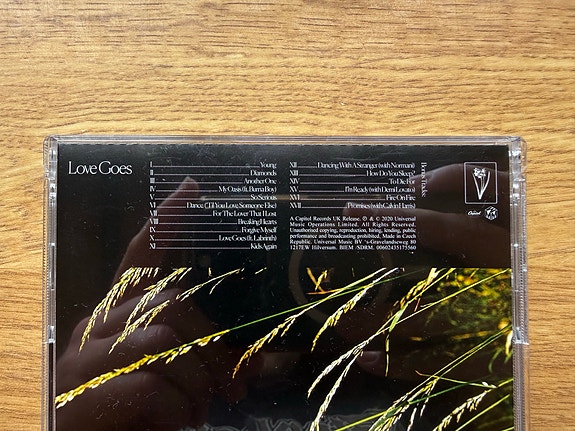 Love Goes
I Young
II Diamonds
III Another One
IV My Oasis (ft. Burna Boy)
V So Serious
VI Dance ('Til You Love Someone Else)
VII For The Lover That I Lost
VIII Breaking Hearts
IX Forgive Myself
X Love Goes (ft. Labrinth)
XI Kids Again
XII Dancing With A Stranger (with Normani)
XIII How Do You Sleep?
XIV To Die For
XV I'm Ready (with Demi Lovato)
XVI Fire On Fire
XVII Promises (with Calvin Harris)
Bonus Tracks
A Capitol Records UK Release. ℗ & © 2020 Universal
Music Operations Limited. All Rights Reserved.
Unauthorised copying, reproduction, hiring, lending, public
performance and broadcasting prohibited. Made in Czech
Republic. Universal Music BV 's-Gravelandseweg 80
1217EW Hilversum. BIEM /SDRM. 00602435175560
Capitol